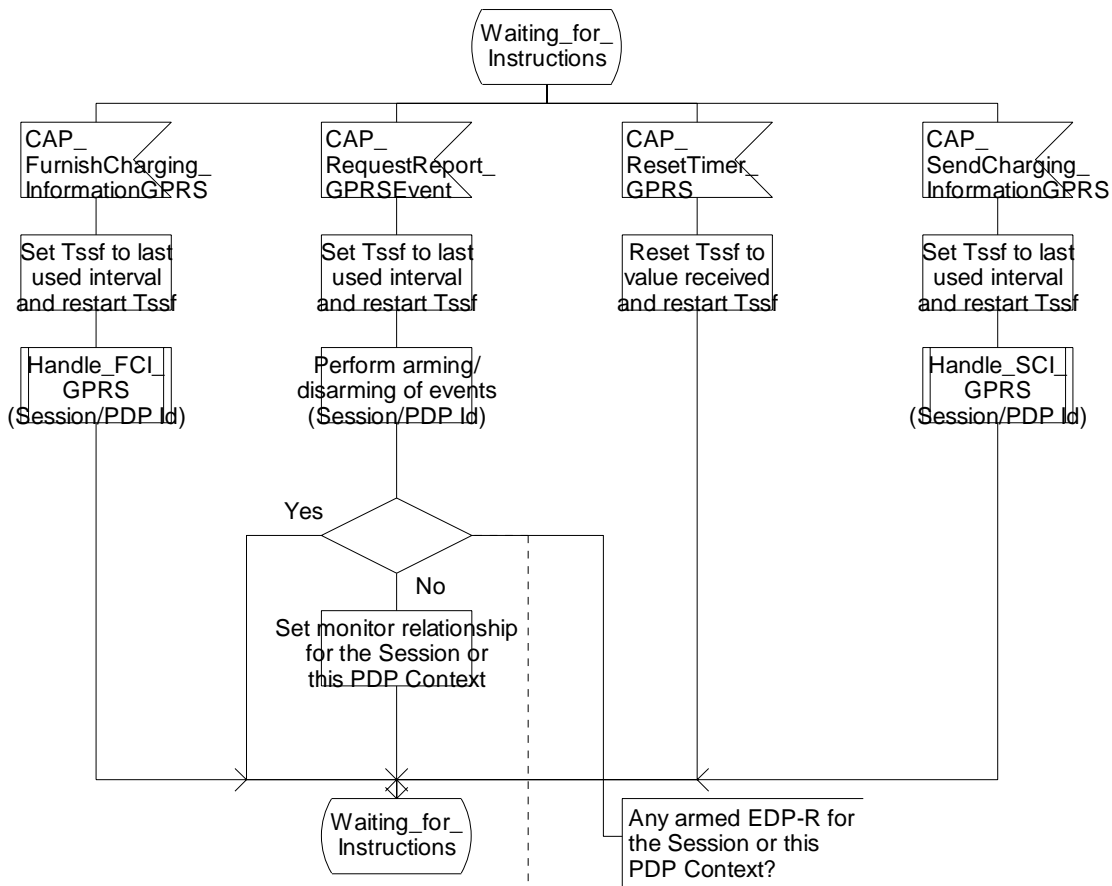 Waiting_for_
Instructions
CAP_
FurnishCharging_
InformationGPRS
CAP_
RequestReport_
GPRSEvent
CAP_
ResetTimer_
GPRS
CAP_
SendCharging_
InformationGPRS
Set Tssf to last
used interval
and restart Tssf
Set Tssf to last
used interval
and restart Tssf
Reset Tssf to
value received
and restart Tssf
Set Tssf to last
used interval
and restart Tssf
Handle_FCI_
GPRS
(Session/PDP Id)
Perform arming/
disarming of events
(Session/PDP Id)
Handle_SCI_
GPRS
(Session/PDP Id)
Yes
No
Set monitor relationship
for the Session or
this PDP Context
Waiting_for_
Instructions
Any armed EDP-R for
the Session or this
PDP Context?